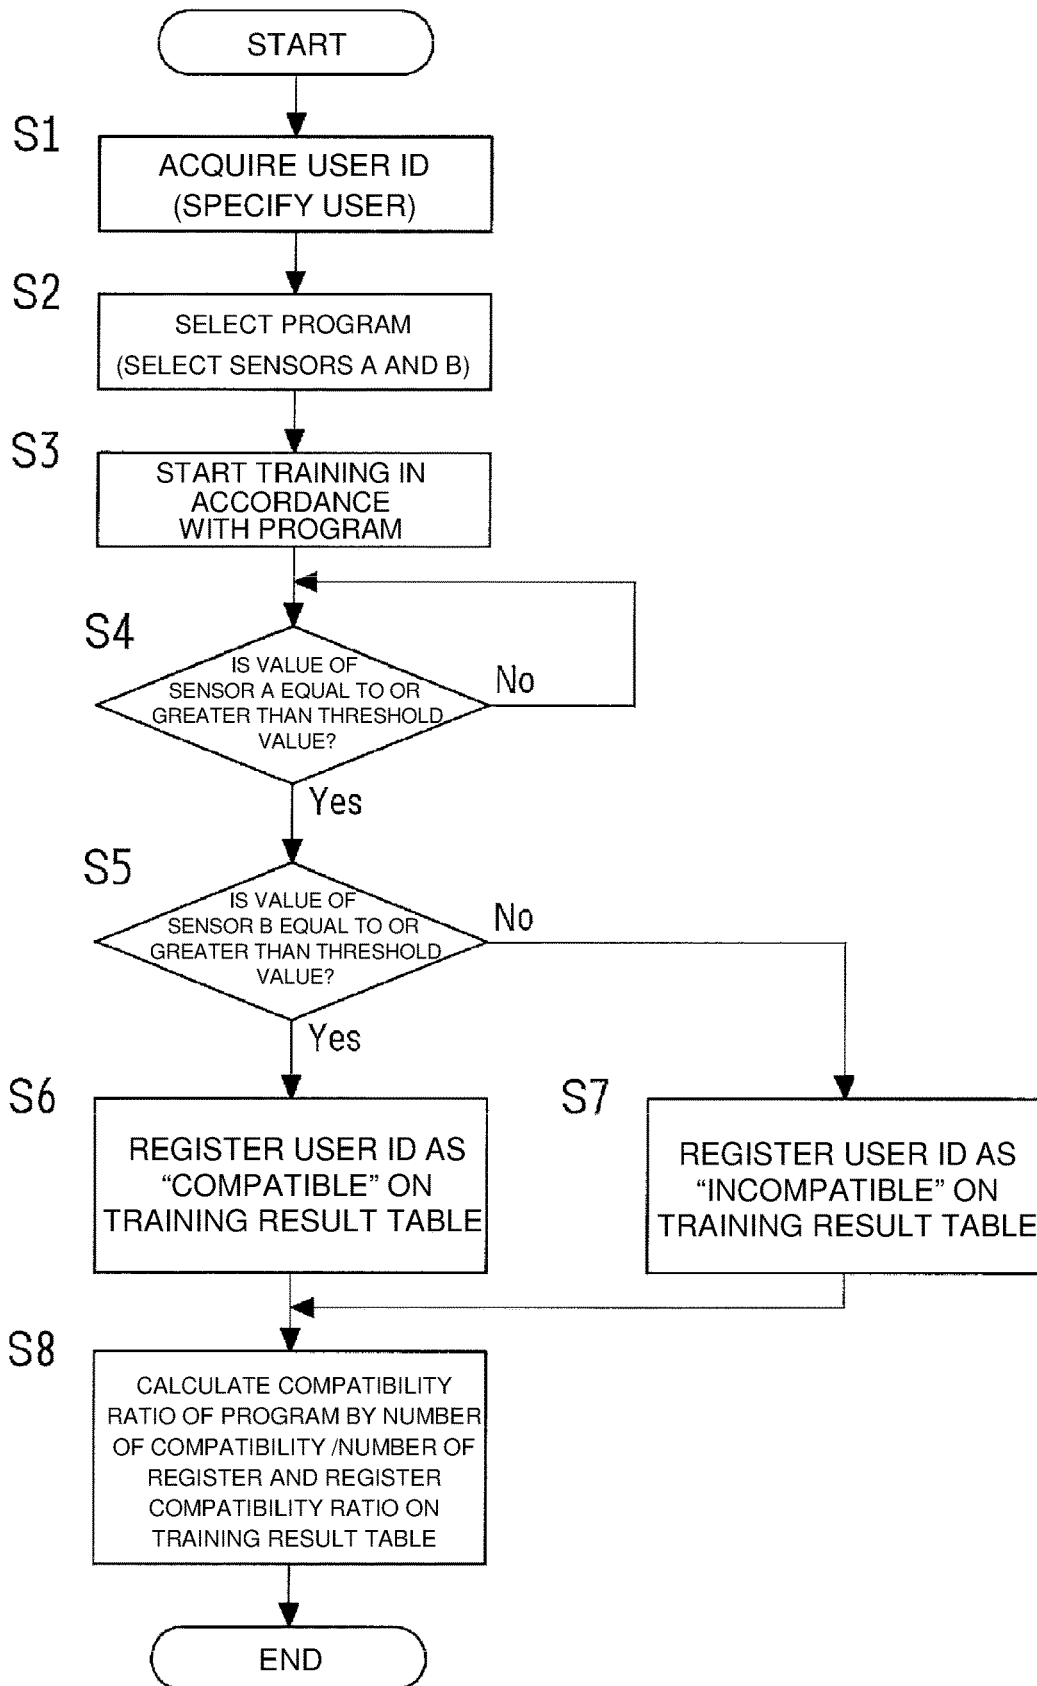 START
S1
ACQUIRE USER ID
(SPECIFY USER)
S2
SELECT PROGRAM
(SELECT SENSORS A AND B)
S3
START TRAINING IN
ACCORDANCE
WITH PROGRAM
S4
IS VALUE OF
SENSOR A EQUAL TO OR
GREATER THAN THRESHOLD
VALUE?
No
Yes
S5
IS VALUE OF
SENSOR B EQUAL TO OR
GREATER THAN THRESHOLD
VALUE?
No
Yes
S6
REGISTER USER ID AS
“COMPATIBLE” ON
TRAINING RESULT TABLE
S7
REGISTER USER ID AS
“INCOMPATIBLE” ON
TRAINING RESULT TABLE
S8
CALCULATE COMPATIBILITY
RATIO OF PROGRAM BY NUMBER
OF COMPATIBILITY /NUMBER OF
REGISTER AND REGISTER
COMPATIBILITY RATIO ON
TRAINING RESULT TABLE
END